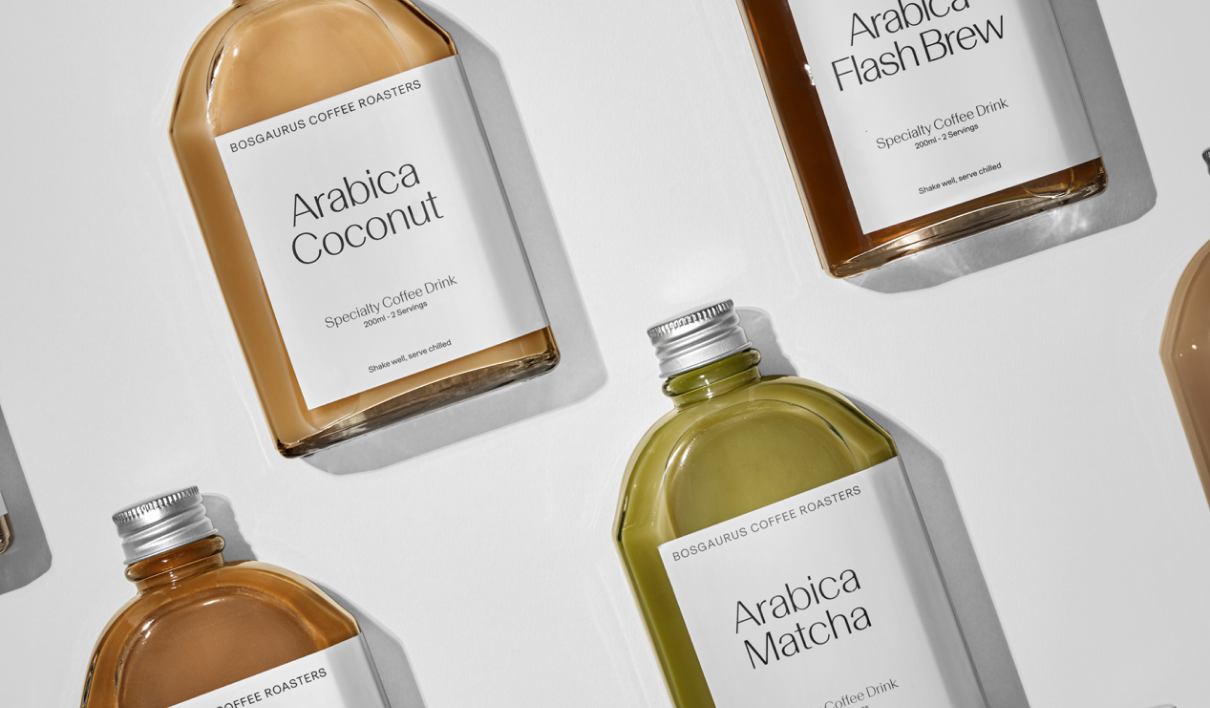 BOSGAURUS COFFEE ROASTERS
Arabica
Coconut
Specialty Coffee Drink
200ml - 2 Servings
Shake well, serve chilled
Arabica
Flash Brew
Specialty Coffee Drink
200ml - 2 Servings
Shake well, serve chilled
BOSGAURUS COFFEE ROASTERS
Arabica
Matcha
Coffee Drink
COFFEE ROASTERS